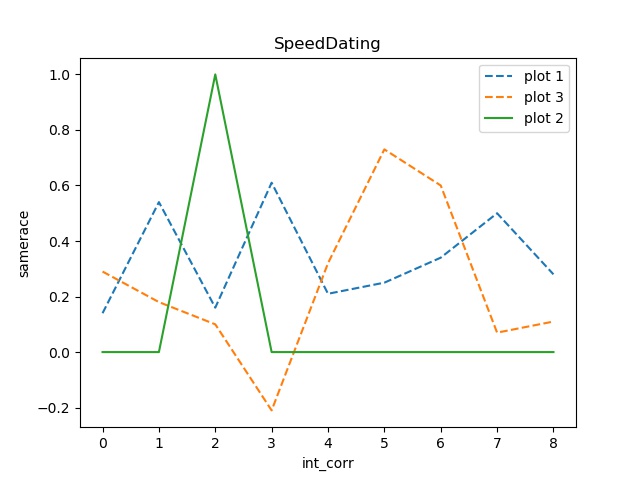 SpeedDating
plot 1
plot 3
plot 2
samerace
1.0
0.8
0.6
0.4
0.2
0.0
−0.2
0 1 2 3 4 5 6 7 8
int_corr